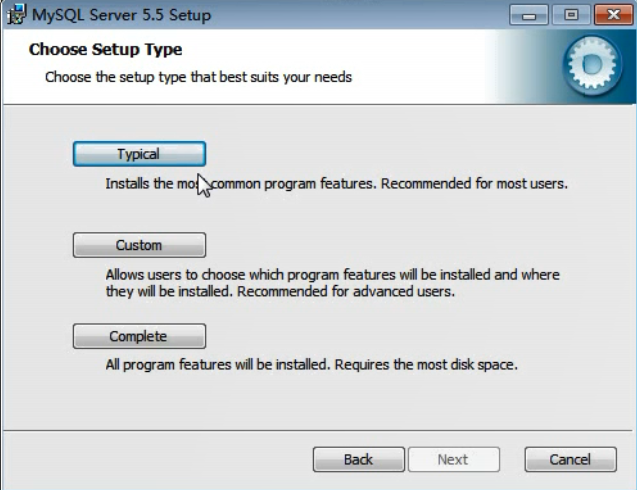 MySQL Server 5.5 Setup
Choose Setup Type
Choose the setup type that best suits your needs
Typical
Installs the most common program features. Recommended for most users.
Custom
Allows users to choose which program features will be installed and where
they will be installed. Recommended for advanced users.
Complete
All program features will be installed. Requires the most disk space.
Back Next Cancel